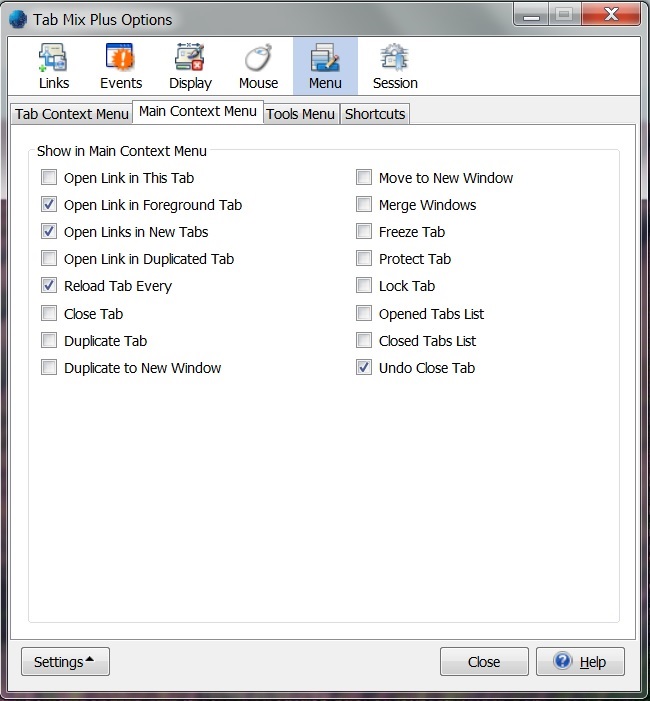 Tab Mix Plus Options
Links Events Display Mouse Menu Session
Tab Context Menu Main Context Menu Tools Menu Shortcuts
Show in Main Context Menu
Open Link in This Tab
Open Link in Foreground Tab
Open Links in New Tabs
Open Link in Duplicated Tab
Reload Tab Every
Close Tab
Duplicate Tab
Duplicate to New Window
Move to New Window
Merge Windows
Freeze Tab
Protect Tab
Lock Tab
Opened Tabs List
Closed Tabs List
Undo Close Tab
Settings Close Help